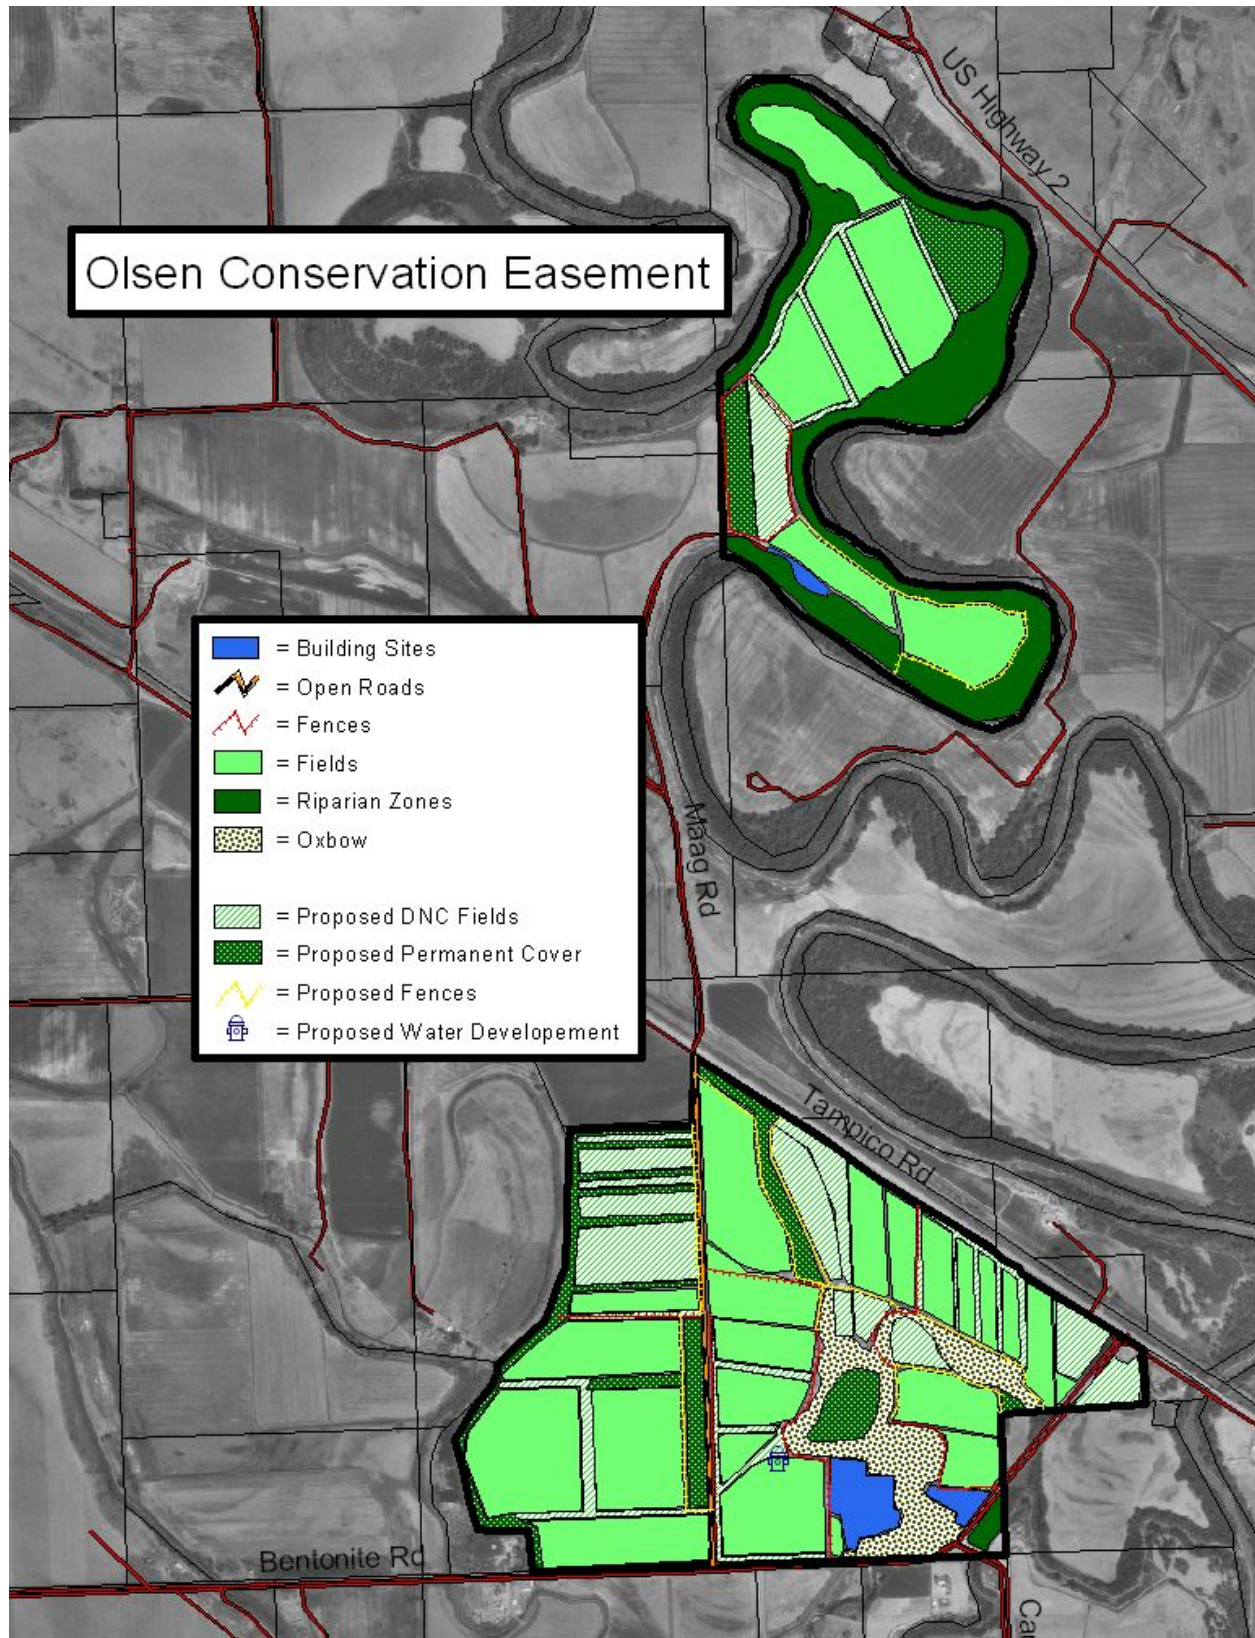 US Highway 2
Olsen Conservation Easement
= Building Sites
= Open Roads
= Fences
= Fields
= Riparian Zones
= Oxbow
= Proposed DNC Fields
= Proposed Permanent Cover
= Proposed Fences
= Proposed Water Developement
Maag Rd
Tampico Rd
Bentonite Rd